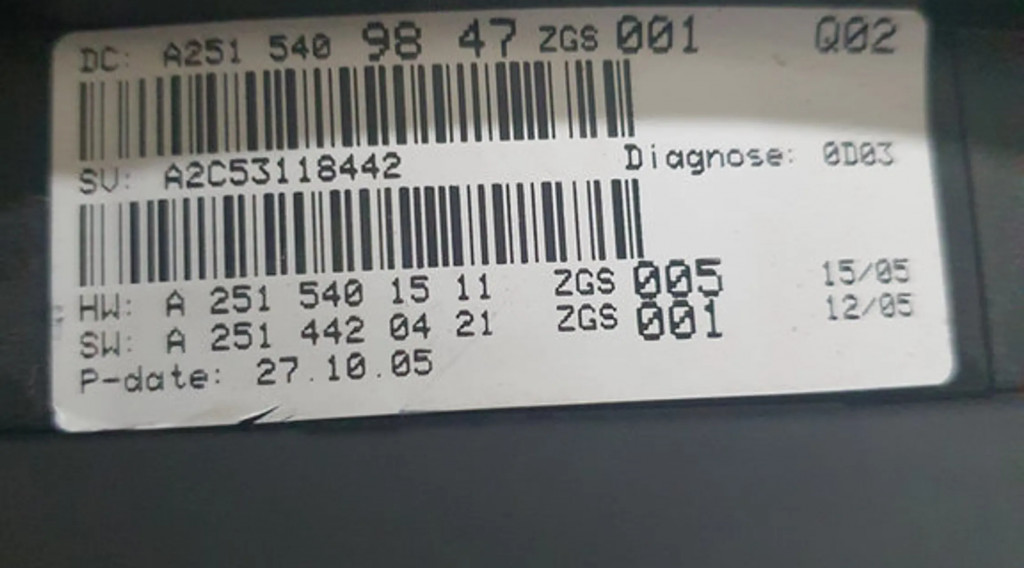 DC: A251 540 98 47 ZGS 001 Q02
SV: A2C53118442 Diagnose: 0D03
HW: A 251 540 15 11 ZGS 005 15/05
SW: A 251 442 04 21 ZGS 001 12/05
P-date: 27.10.05